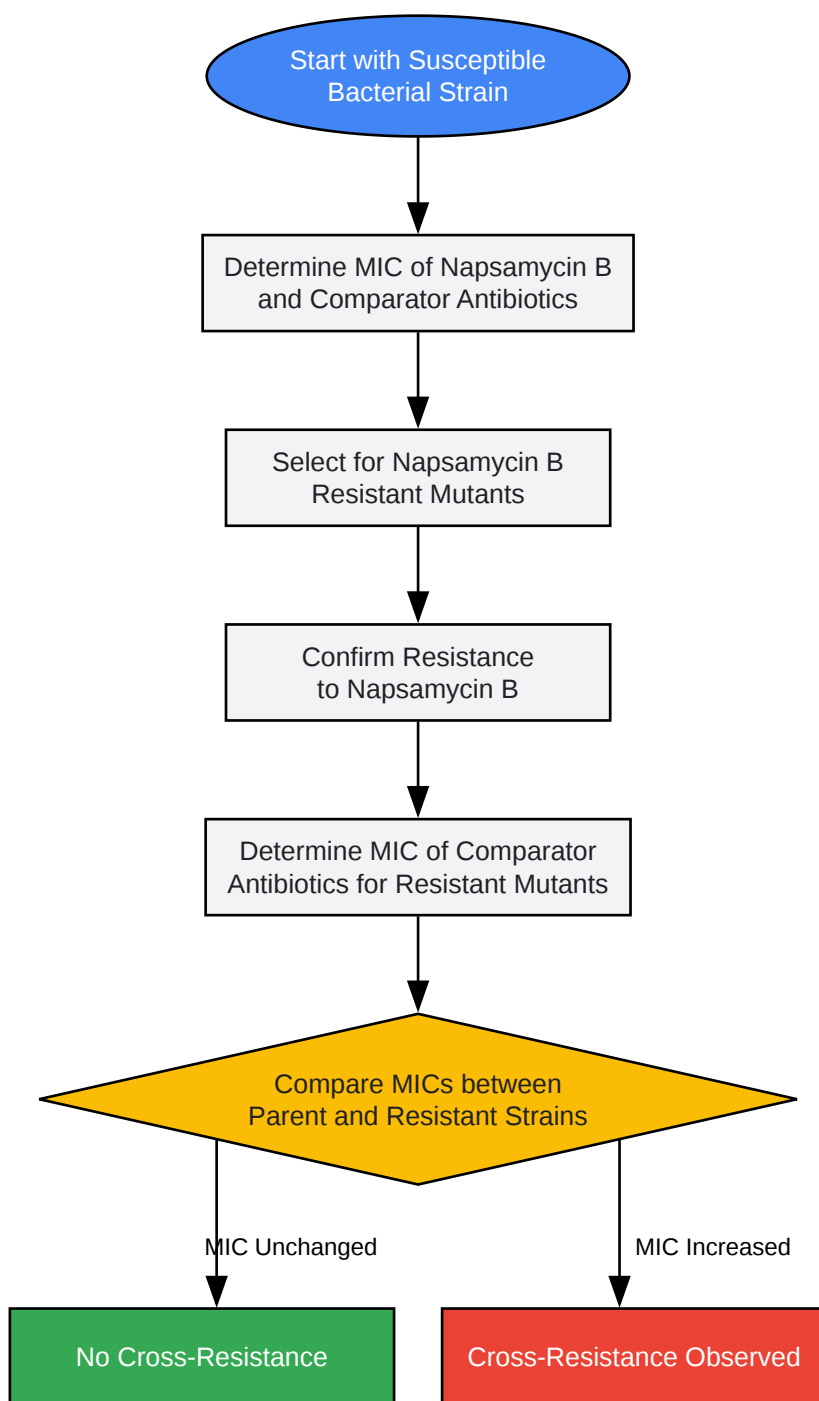 Start with Susceptible
Bacterial Strain
Determine MIC of Napsamycin B
and Comparator Antibiotics
Select for Napsamycin B
Resistant Mutants
Confirm Resistance
to Napsamycin B
Determine MIC of Comparator
Antibiotics for Resistant Mutants
Compare MICs between
Parent and Resistant Strains
MIC Unchanged
MIC Increased
No Cross-Resistance
Cross-Resistance Observed